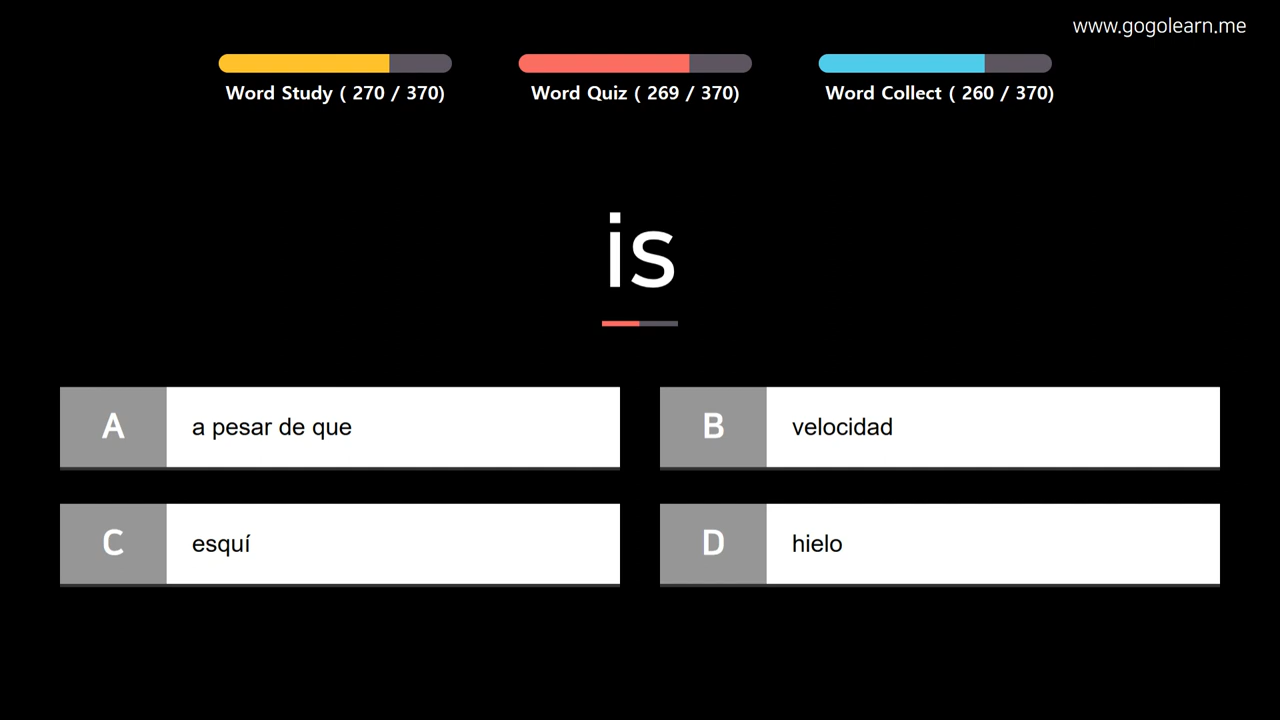 www.gogolearn.me
Word Study ( 270 / 370)
Word Quiz ( 269 / 370)
Word Collect ( 260 / 370)
is
A
a pesar de que
B
velocidad
C
esquí
D
hielo